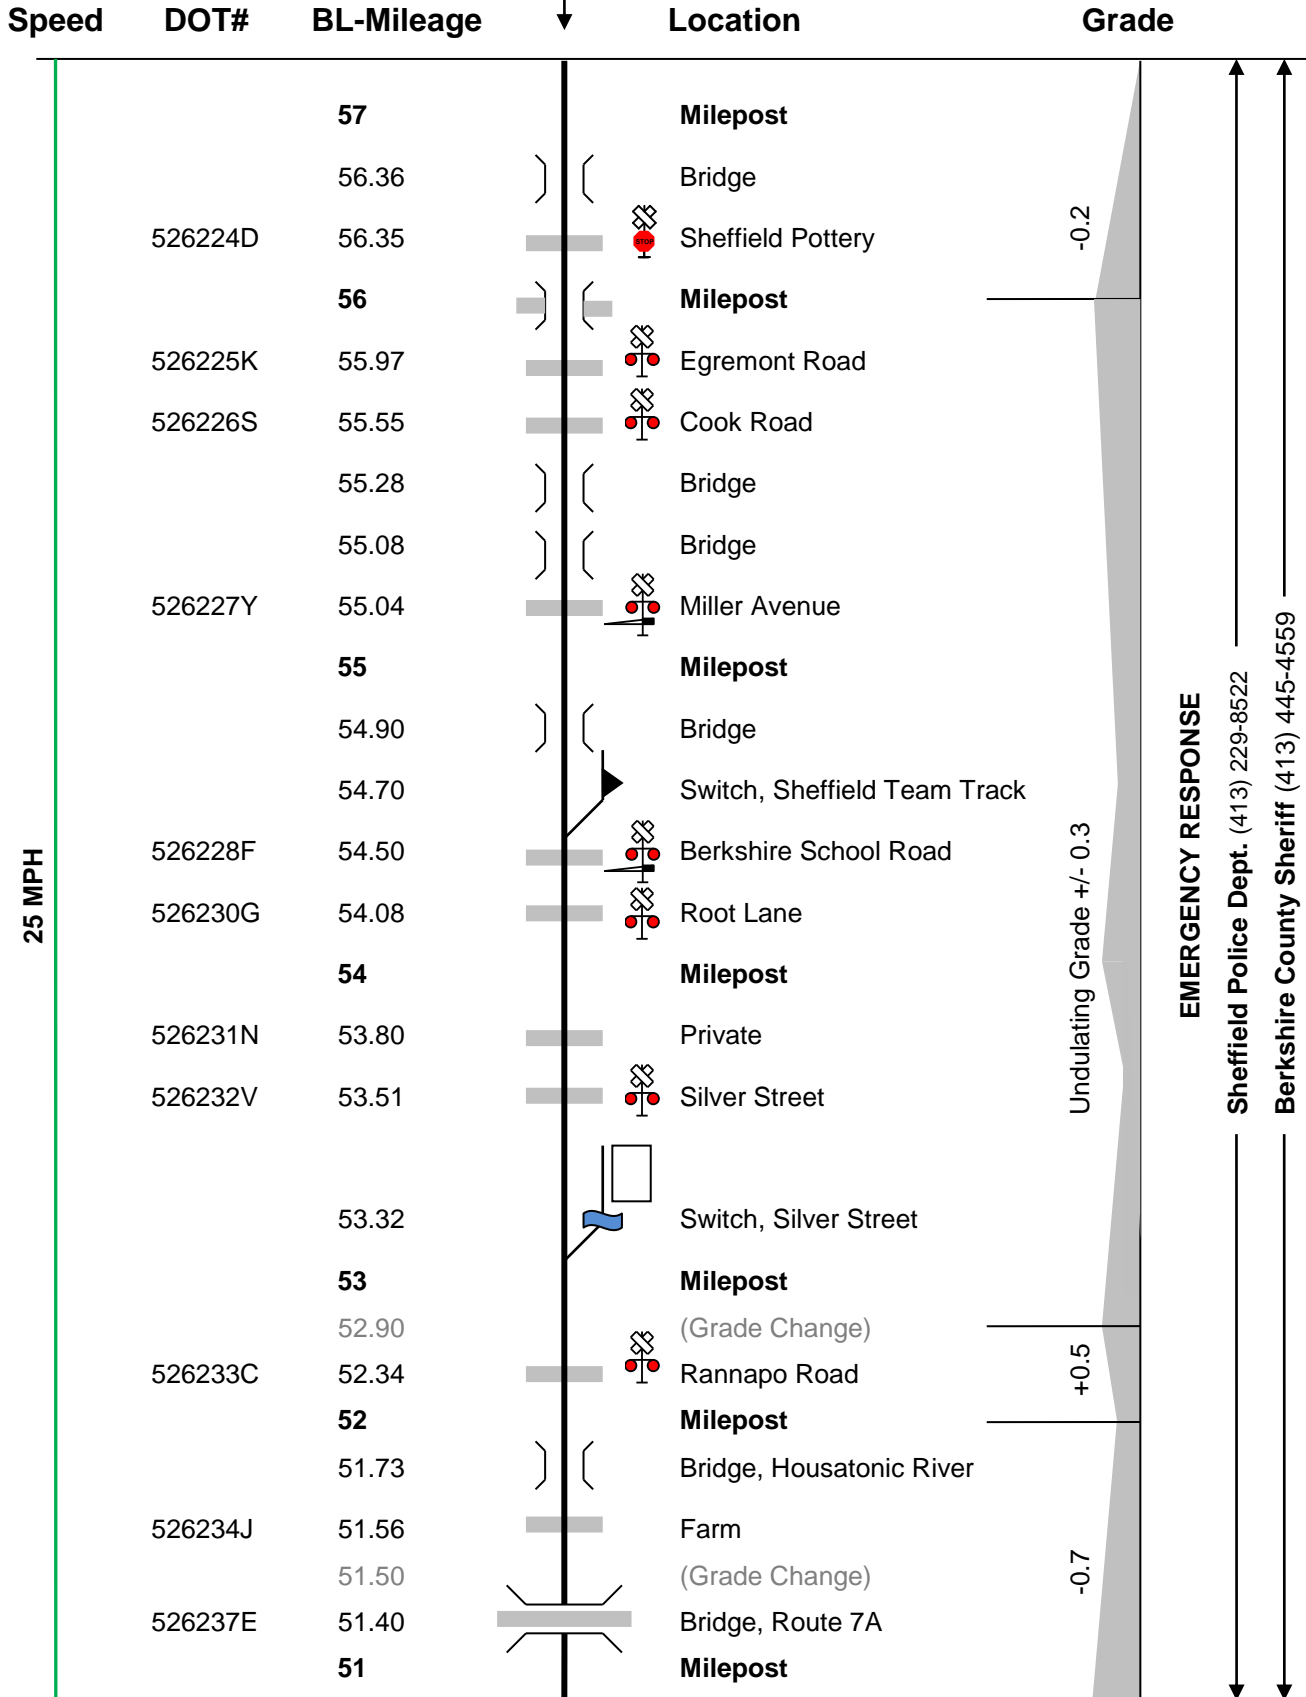 Speed DOT# BL-Mileage Location Grade
57 Milepost
56.36 Bridge
526224D 56.35 STOP Sheffield Pottery
-0.2
56 Milepost
526225K 55.97 Egremont Road
526226S 55.55 Cook Road
55.28 Bridge
55.08 Bridge
526227Y 55.04 Miller Avenue
55 Milepost
54.90 Bridge
54.70 Switch, Sheffield Team Track
526228F 54.50 Berkshire School Road
25 MPH
526230G 54.08 Root Lane
54 Milepost
Undulating Grade +/- 0.3
EMERGENCY RESPONSE
Sheffield Police Dept. (413) 229-8522
Berkshire County Sheriff (413) 445-4559
526231N 53.80 Private
526232V 53.51 Silver Street
53.32 Switch, Silver Street
53 Milepost
52.90 (Grade Change)
526233C 52.34 Rannapo Road
+0.5
52 Milepost
51.73 Bridge, Housatonic River
526234J 51.56 Farm
51.50 (Grade Change)
-0.7
526237E 51.40 Bridge, Route 7A
51 Milepost